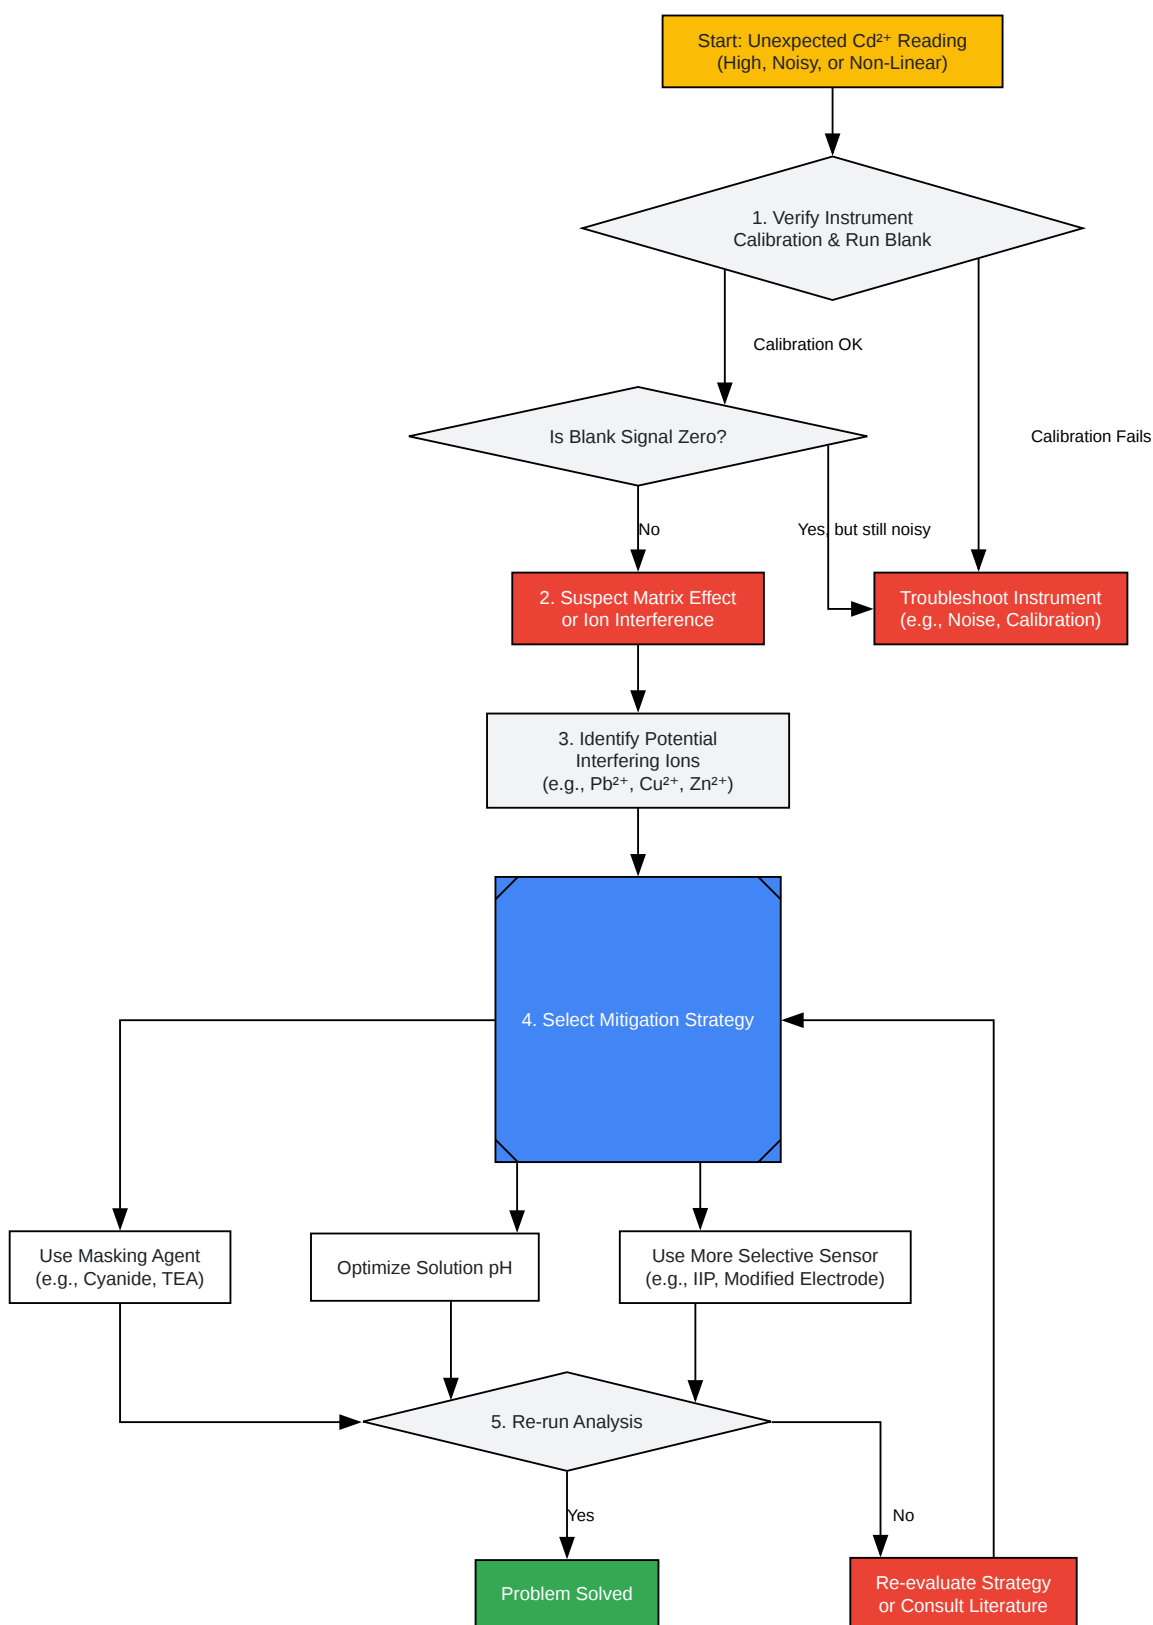 Start: Unexpected Cd²⁺ Reading
(High, Noisy, or Non-Linear)
1. Verify Instrument
Calibration & Run Blank
Calibration OK
Is Blank Signal Zero?
Calibration Fails
No
Yes, but still noisy
2. Suspect Matrix Effect
or Ion Interference
Troubleshoot Instrument
(e.g., Noise, Calibration)
3. Identify Potential
Interfering Ions
(e.g., Pb²⁺, Cu²⁺, Zn²⁺)
4. Select Mitigation Strategy
Use Masking Agent
(e.g., Cyanide, TEA)
Optimize Solution pH
Use More Selective Sensor
(e.g., IIP, Modified Electrode)
5. Re-run Analysis
Yes
No
Problem Solved
Re-evaluate Strategy
or Consult Literature